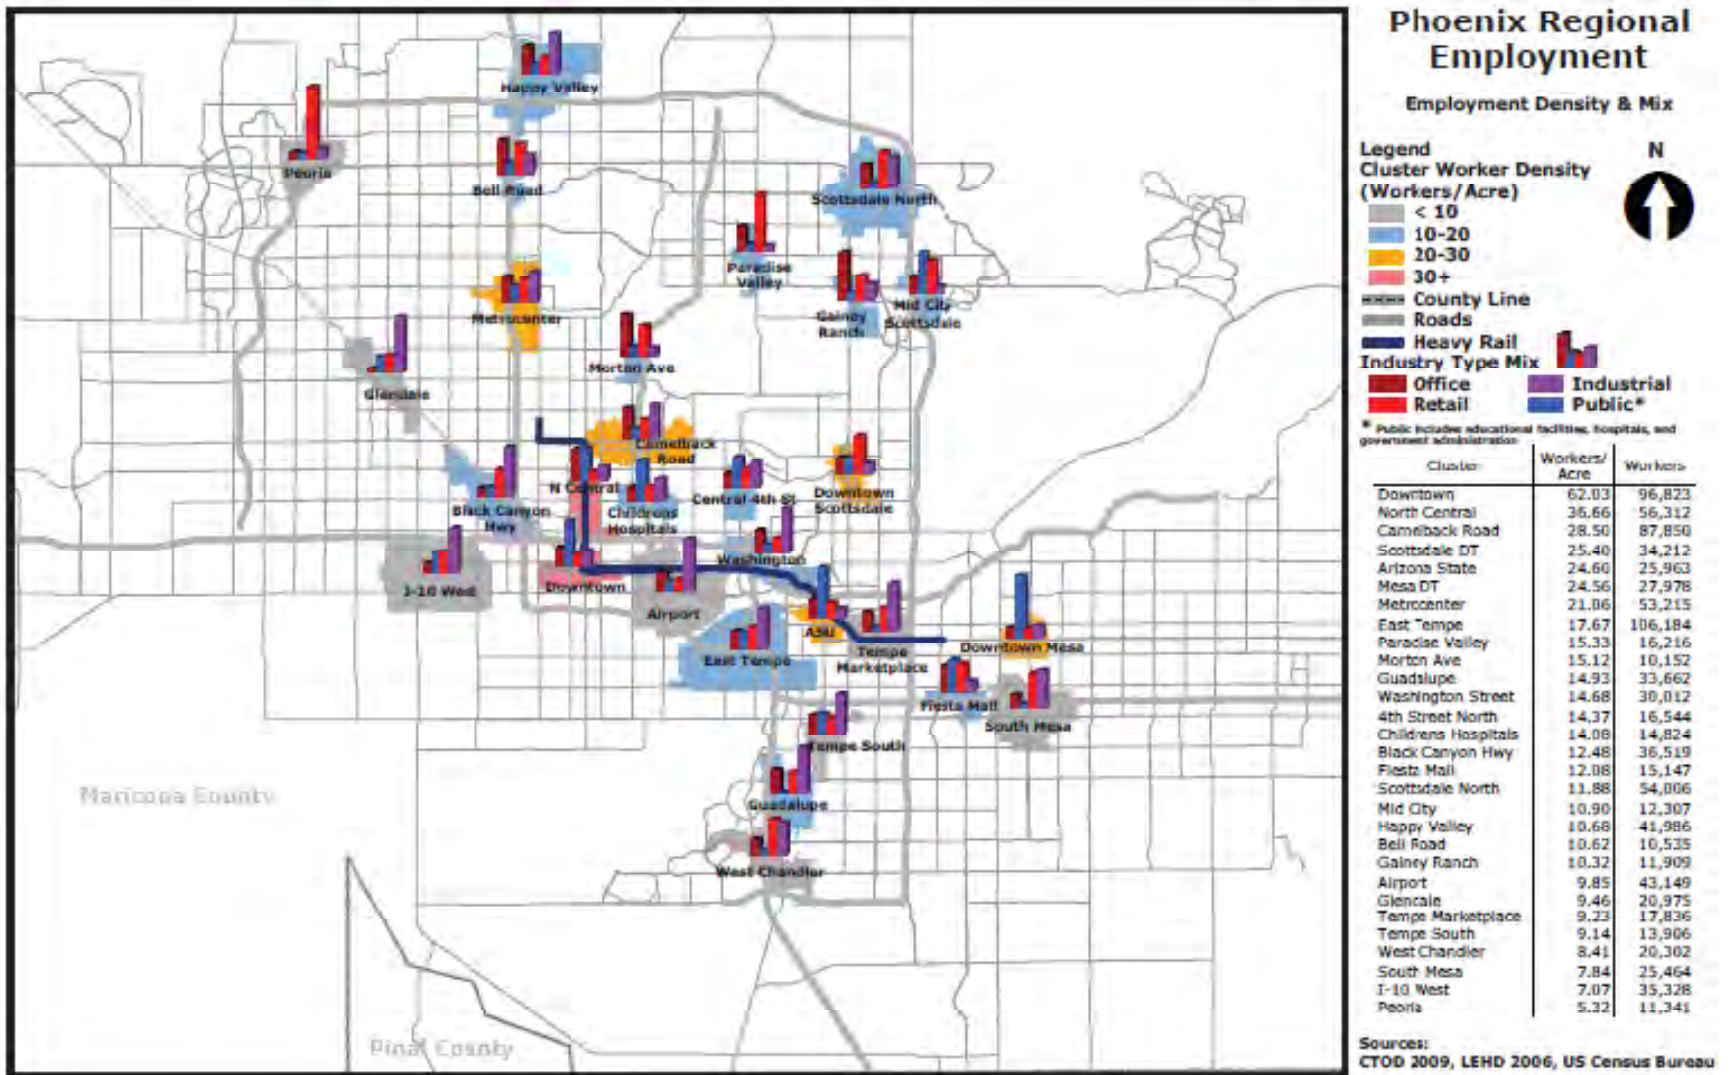 Phoenix Regional
Employment
Employment Density & Mix
Legend
N
Cluster Worker Density
(Workers/Acre)
< 10
10-20
20-30
30+
County Line
Roads
Heavy Rail
Industry Type Mix
Office
Industrial
Retail
Public*
* Public includes educational facilities, hospitals, and
government administration
Cluster Workers/Acre Workers
Downtown 62.03 96,823
North Central 36.66 56,312
Camelback Road 28.50 87,850
Scottsdale DT 25.40 34,212
Arizona State 24.60 25,963
Mesa DT 24.56 27,978
Metrocenter 21.06 53,215
East Tempe 17.67 106,184
Paradise Valley 15.33 16,216
Morton Ave 15.12 10,152
Guadalupe 14.93 33,662
Washington Street 14.68 30,012
4th Street North 14.37 16,544
Childrens Hospitals 14.08 14,824
Black Canyon Hwy 12.48 36,519
Fiesta Mall 12.08 15,147
Scottsdale North 11.88 54,006
Mid City 10.90 12,307
Happy Valley 10.68 41,986
Bell Road 10.62 10,535
Gainey Ranch 10.32 11,909
Airport 9.85 43,149
Glendale 9.46 20,975
Tempe Marketplace 9.23 17,836
Tempe South 9.14 13,906
West Chandler 8.41 20,302
South Mesa 7.84 25,464
I-10 West 7.07 35,328
Peoria 5.32 11,341
Sources:
CTOD 2009, LEHD 2006, US Census Bureau
Happy Valley
Peoria
Bell Road
Scottsdale North
Paradise
Valley
Metrocenter
Gainey
Ranch
Mid City
Scottsdale
Morton Ave
Glendale
Camelback
Road
N Central
Central 4th St
Downtown
Scottsdale
Black Canyon
Hwy
Childrens
Hospitals
Washington
I-10 West
Downtown
Airport
ASU
East Tempe
Tempe
Marketplace
Downtown Mesa
Fiesta Mall
South Mesa
Tempe South
Guadalupe
West Chandler
Maricopa County
Pinal County